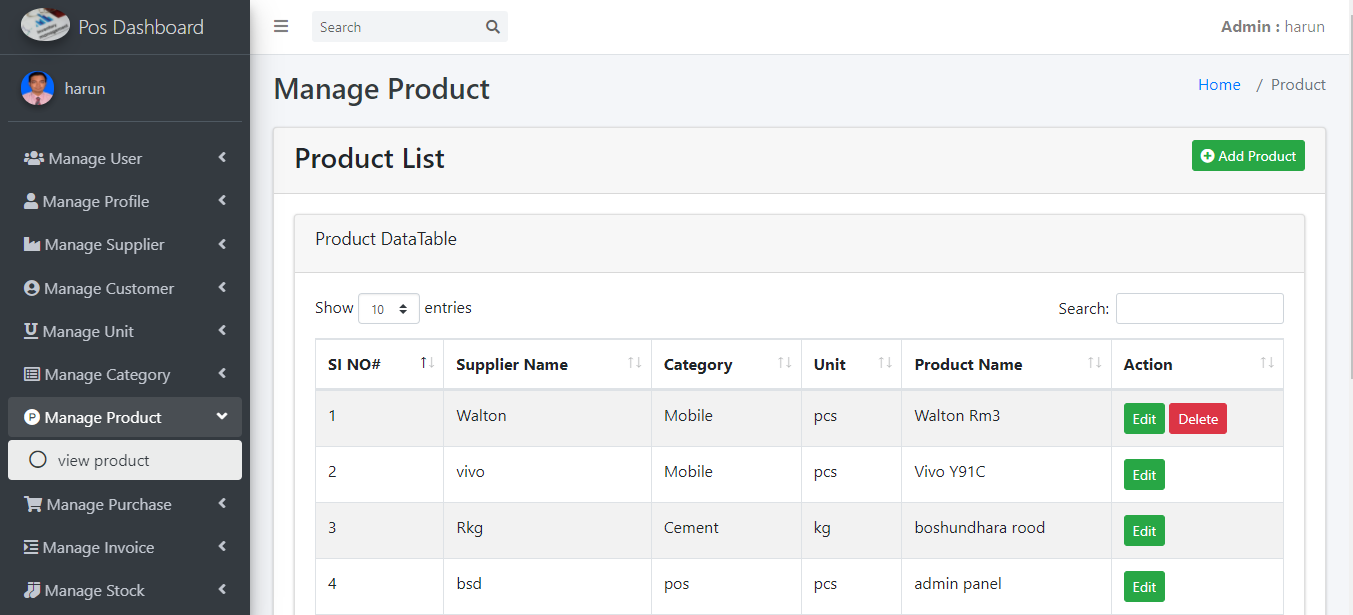 Pos Dashboard
Search
Admin : harun
harun
Manage Product
Home / Product
Manage User
Manage Profile
Manage Supplier
Manage Customer
Manage Unit
Manage Category
Manage Product
view product
Manage Purchase
Manage Invoice
Manage Stock
Product List
Add Product
Product DataTable
Show 10 entries
Search:
SI NO# Supplier Name Category Unit Product Name Action
1 Walton Mobile pcs Walton Rm3 Edit Delete
2 vivo Mobile pcs Vivo Y91C Edit
3 Rkg Cement kg boshundhara rood Edit
4 bsd pos pcs admin panel Edit